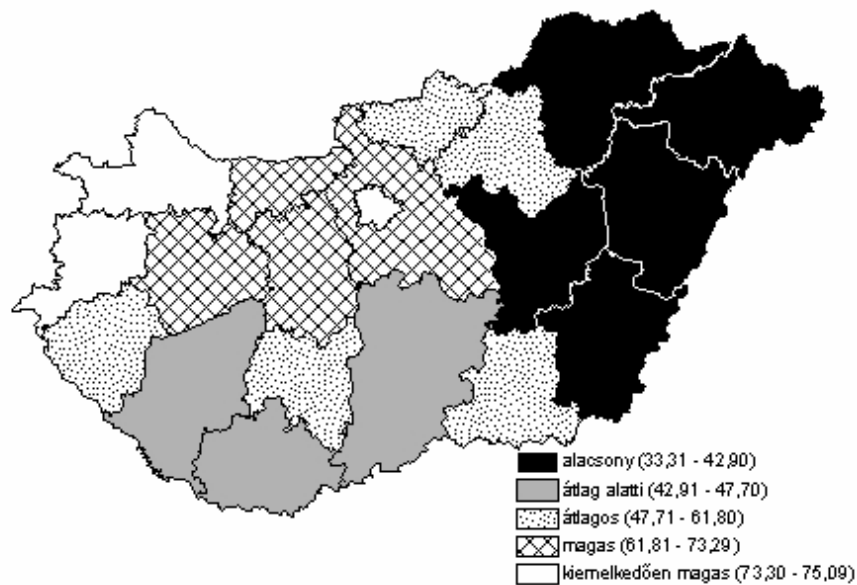 alacsony (33,31 - 42,90)
átlag alatti (42,91 - 47,70)
átlagos (47,71 - 61,80)
magas (61,81 - 73,29)
kiemelkedően magas (73,30 - 75,09)